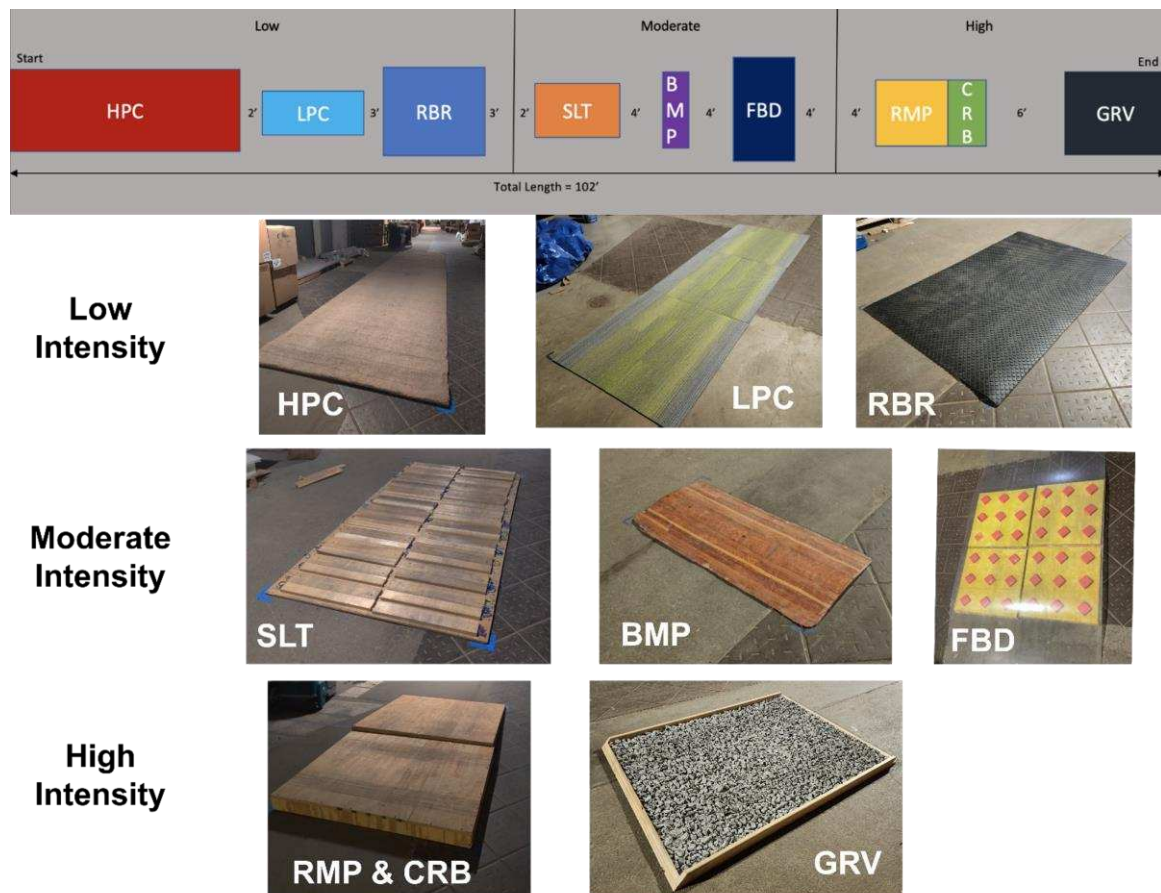 Low
Moderate
High
Start
End
HPC
2'
LPC
3'
RBR
3'
2'
SLT
4'
B
M
P
4'
FBD
4'
4'
RMP
C
R
B
6'
GRV
Total Length = 102'
Low
Intensity
HPC
LPC
RBR
Moderate
Intensity
SLT
BMP
FBD
High
Intensity
RMP & CRB
GRV